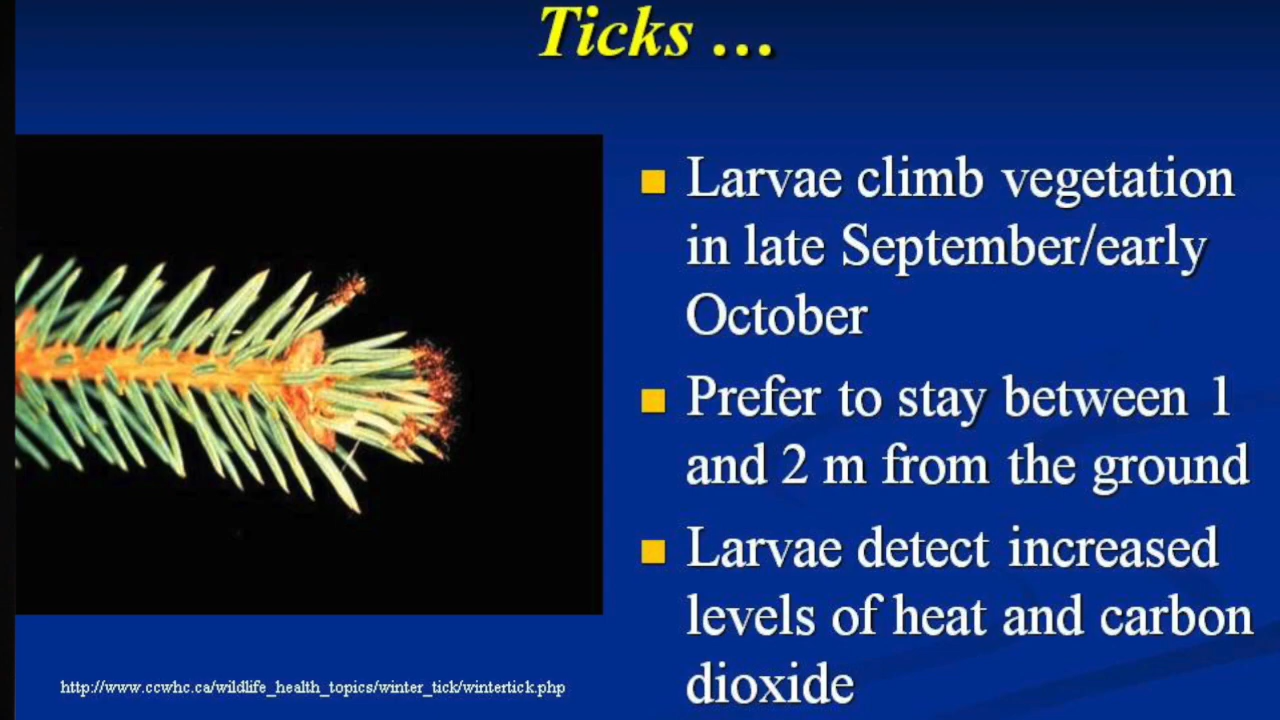 Ticks ...
Larvae climb vegetation
in late September/early
October
Prefer to stay between 1
and 2 m from the ground
Larvae detect increased
levels of heat and carbon
dioxide
http://www.ccwhc.ca/wildlife_health_topics/winter_tick/wintertick.php